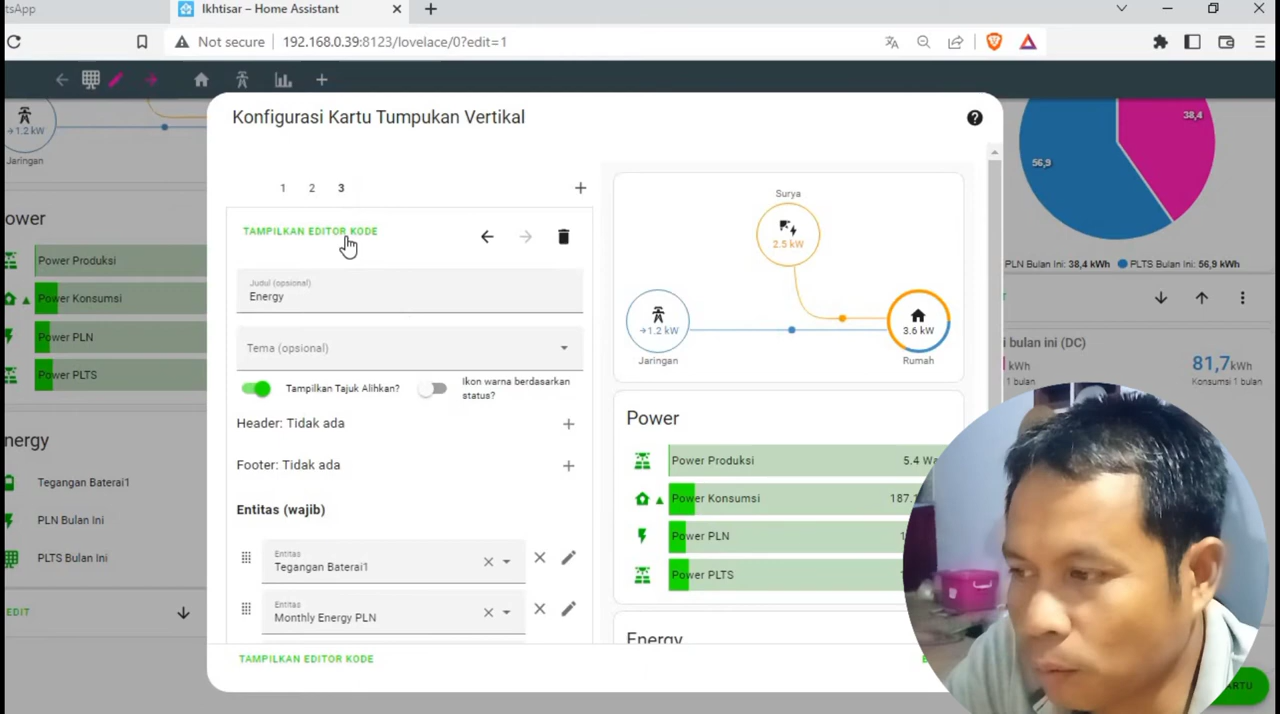 tsApp
Ikhtisar – Home Assistant
Not secure
192.168.0.39:8123/lovelace/0?edit=1
Konfigurasi Kartu Tumpukan Vertikal
1 2 3
TAMPILKAN EDITOR KODE
Judul (opsional)
Energy
Tema (opsional)
Tampilkan Tajuk Alihkan?
Ikon warna berdasarkan
status?
Header: Tidak ada
Footer: Tidak ada
Entitas (wajib)
Entitas
Tegangan Baterai1
Entitas
Monthly Energy PLN
TAMPILKAN EDITOR KODE
Surya
2.5 kW
→1.2 kW
Jaringan
3.6 kW
Rumah
Power
Power Produksi
5.4
Power Konsumsi
187.
Power PLN
Power PLTS
Energy
→1.2 kW
Jaringan
ower
Power Produksi
Power Konsumsi
Power PLN
Power PLTS
nergy
Tegangan Baterai1
PLN Bulan Ini
PLTS Bulan Ini
EDIT
38,4
56,9
PLN Bulan Ini: 38,4 kWh
PLTS Bulan Ini: 56,9 kWh
i bulan ini (DC)
kWh
1 bulan
81,7kWh
Konsumsi 1 bulan
ARTU